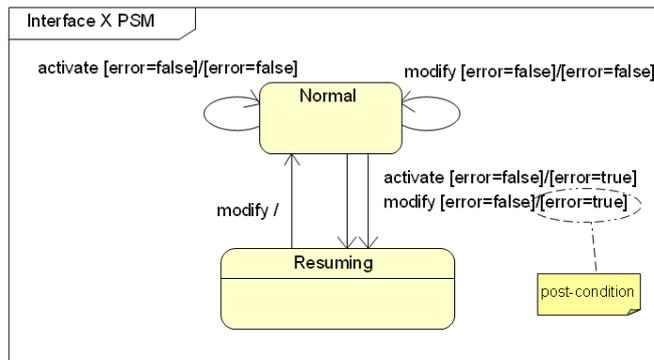 Interface X PSM
activate [error=false]/[error=false]
modify [error=false]/[error=false]
Normal
activate [error=false]/[error=true]
modify [error=false]/[error=true]
modify /
Resuming
post-condition